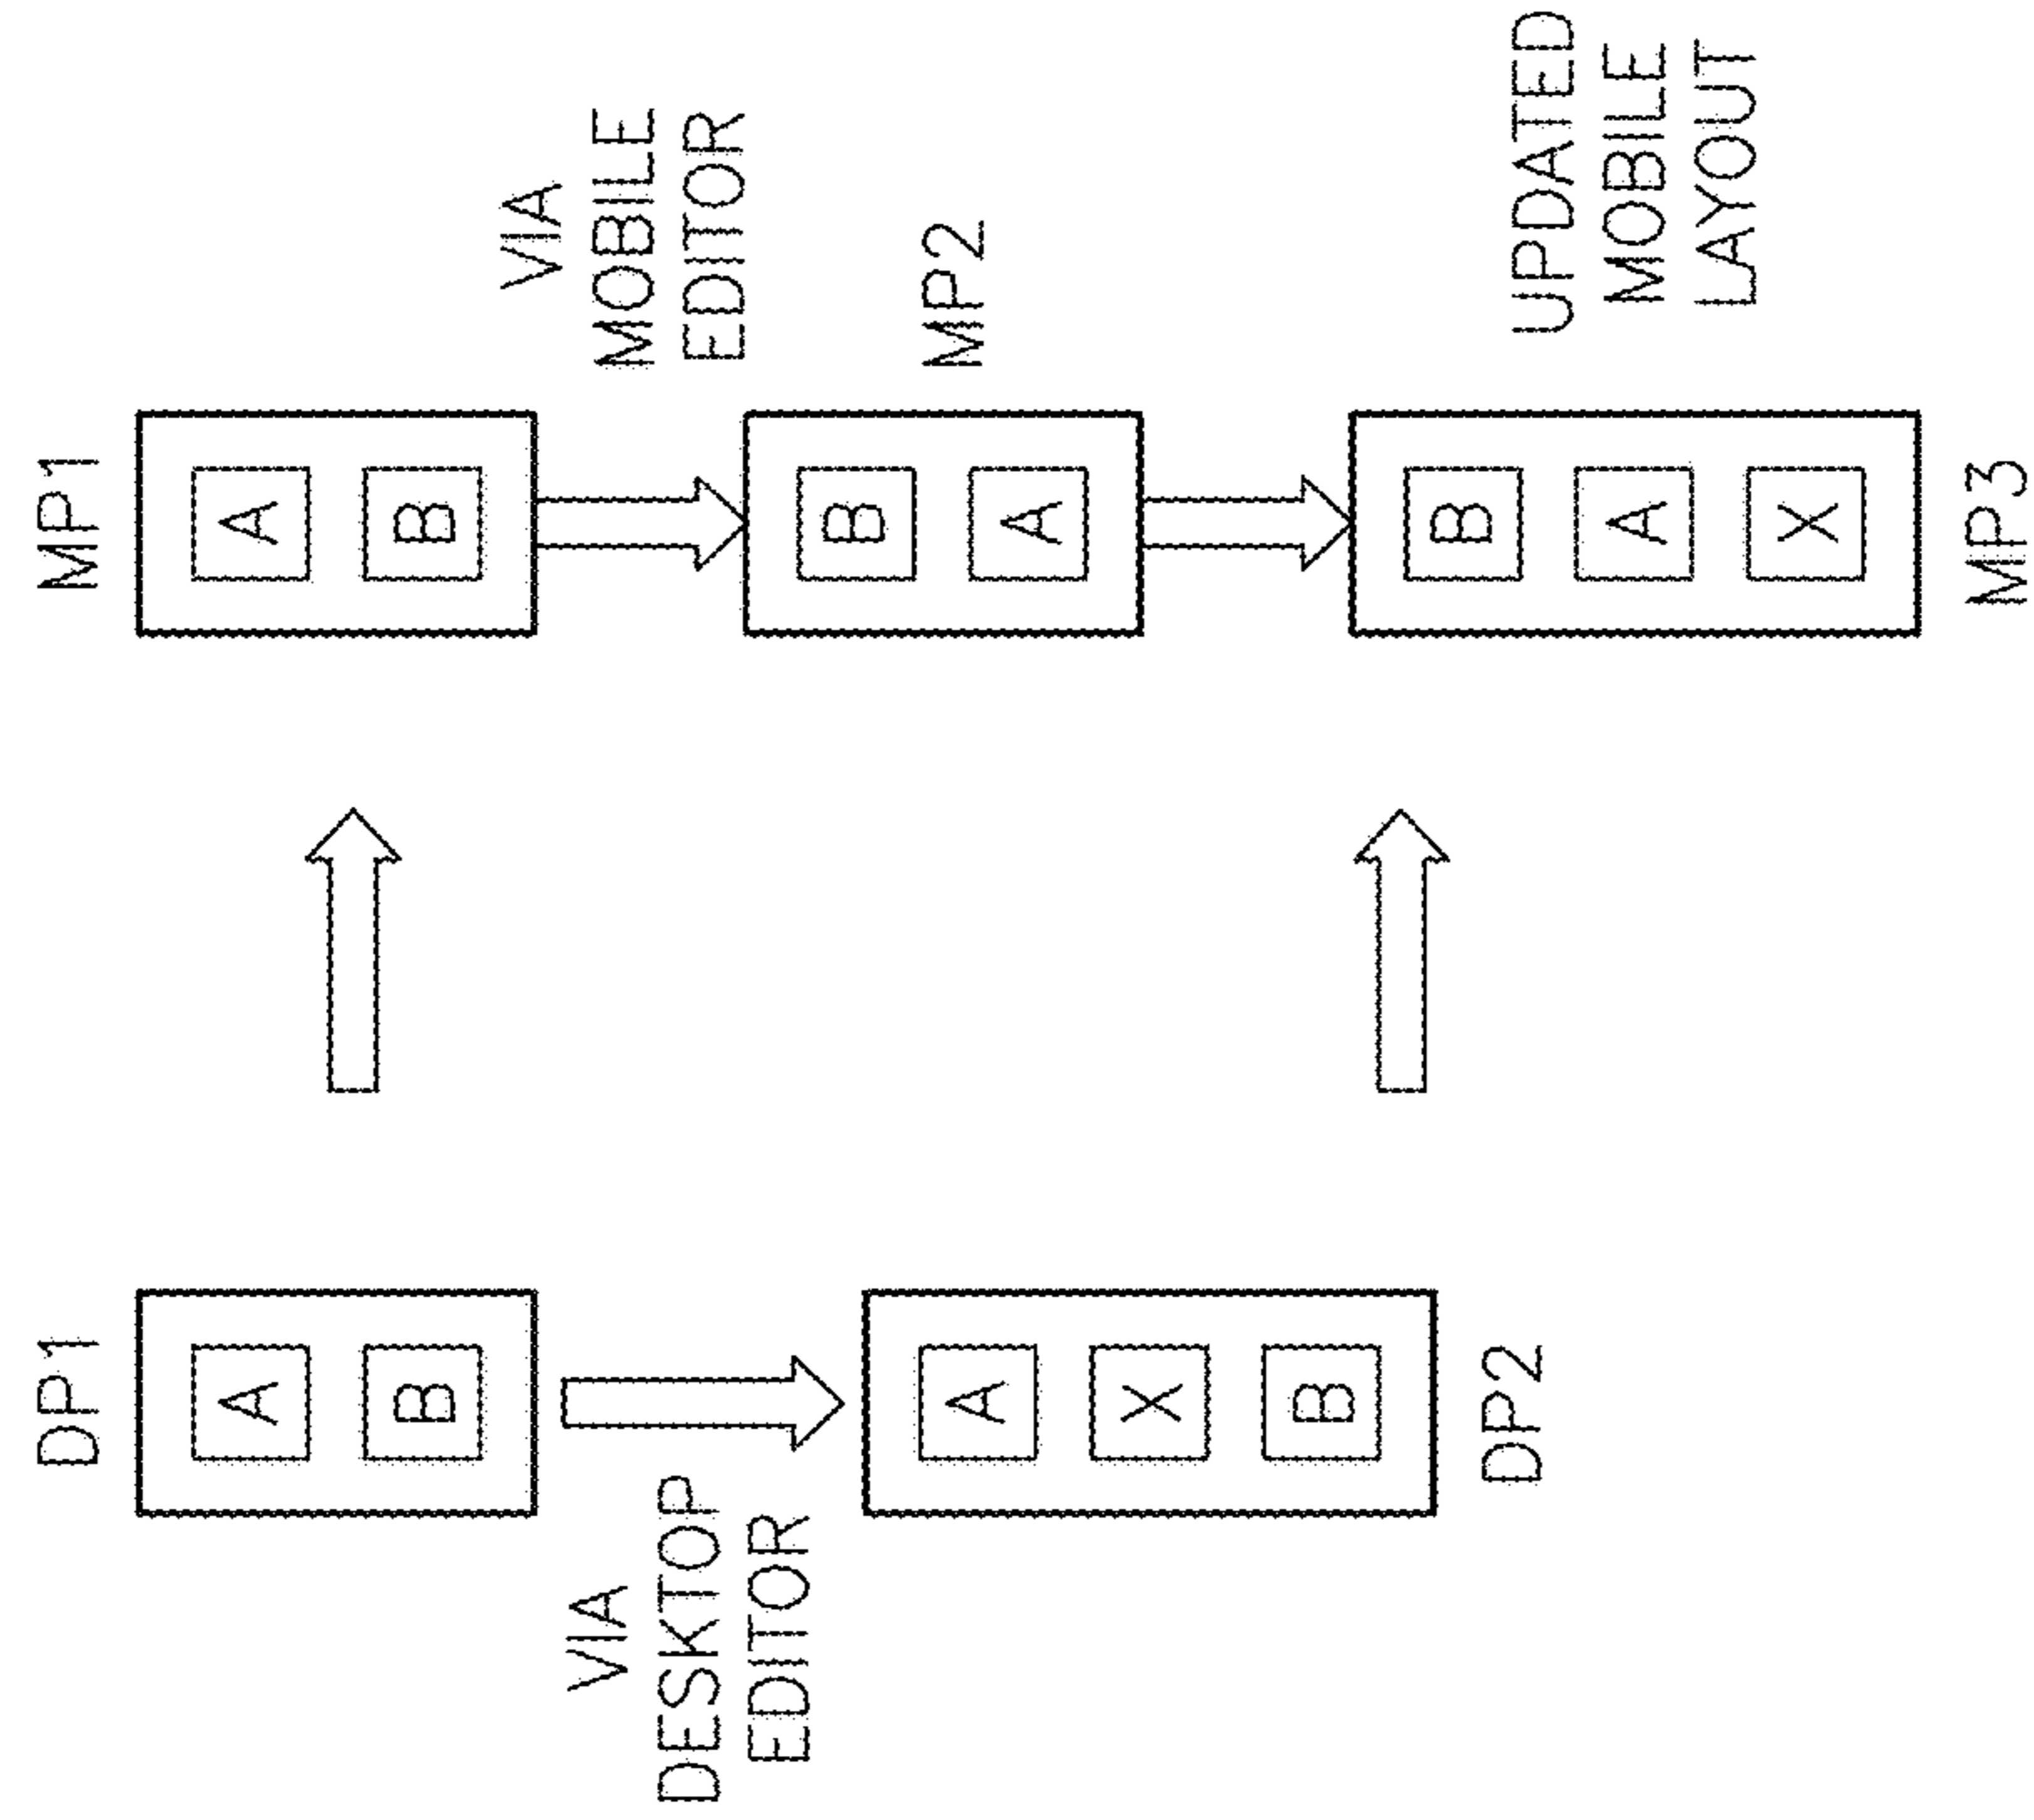 DP1
A
B
VIA
DESKTOP
EDITOR
A
X
B
DP2
MP1
A
B
VIA
MOBILE
EDITOR
B
A
MP2
B
A
X
UPDATED
MOBILE
LAYOUT
MP3